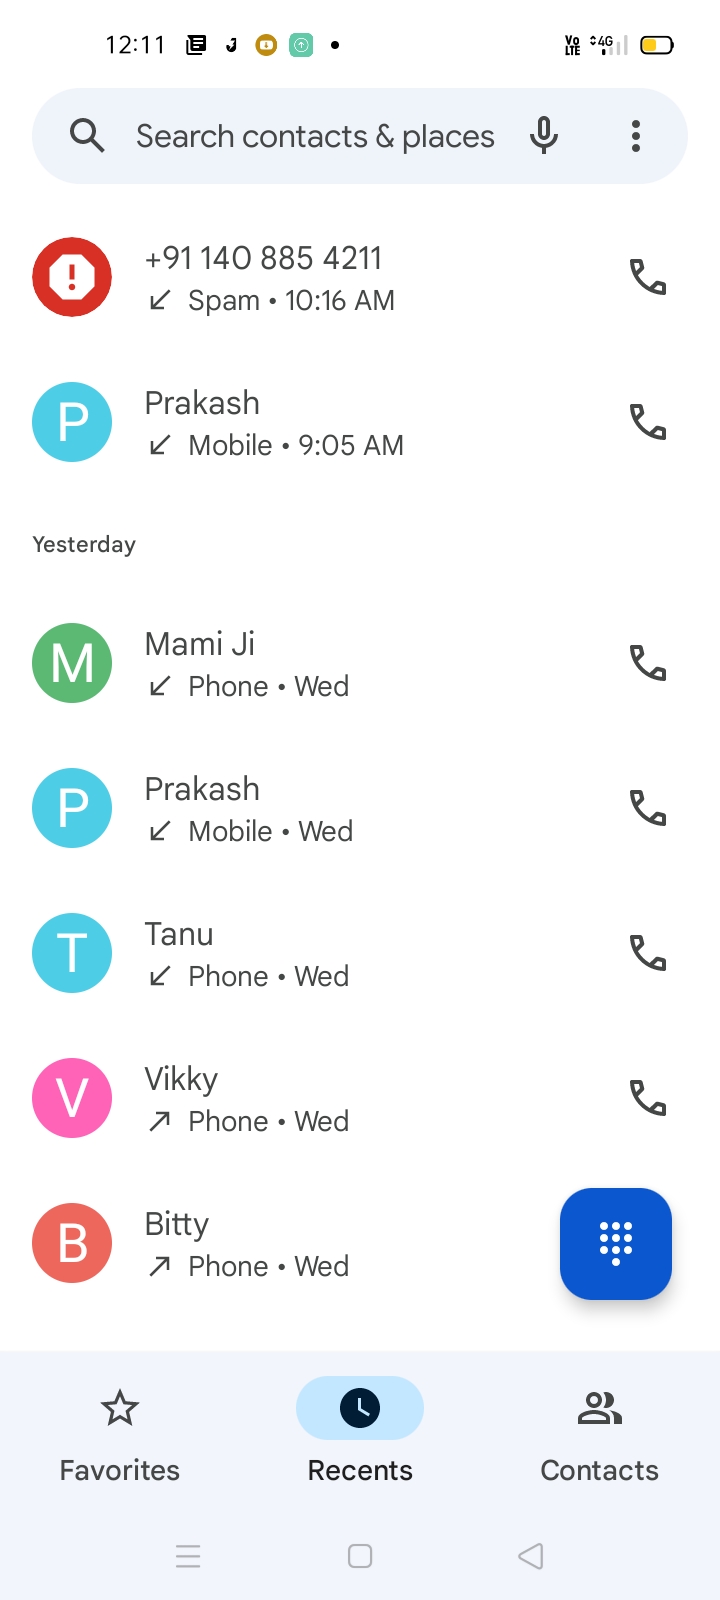 12:11
Vo LTE 4G
Search contacts & places
+91 140 885 4211
Spam • 10:16 AM
P
Prakash
Mobile • 9:05 AM
Yesterday
M
Mami Ji
Phone • Wed
P
Prakash
Mobile • Wed
T
Tanu
Phone • Wed
V
Vikky
Phone • Wed
B
Bitty
Phone • Wed
Favorites Recents Contacts